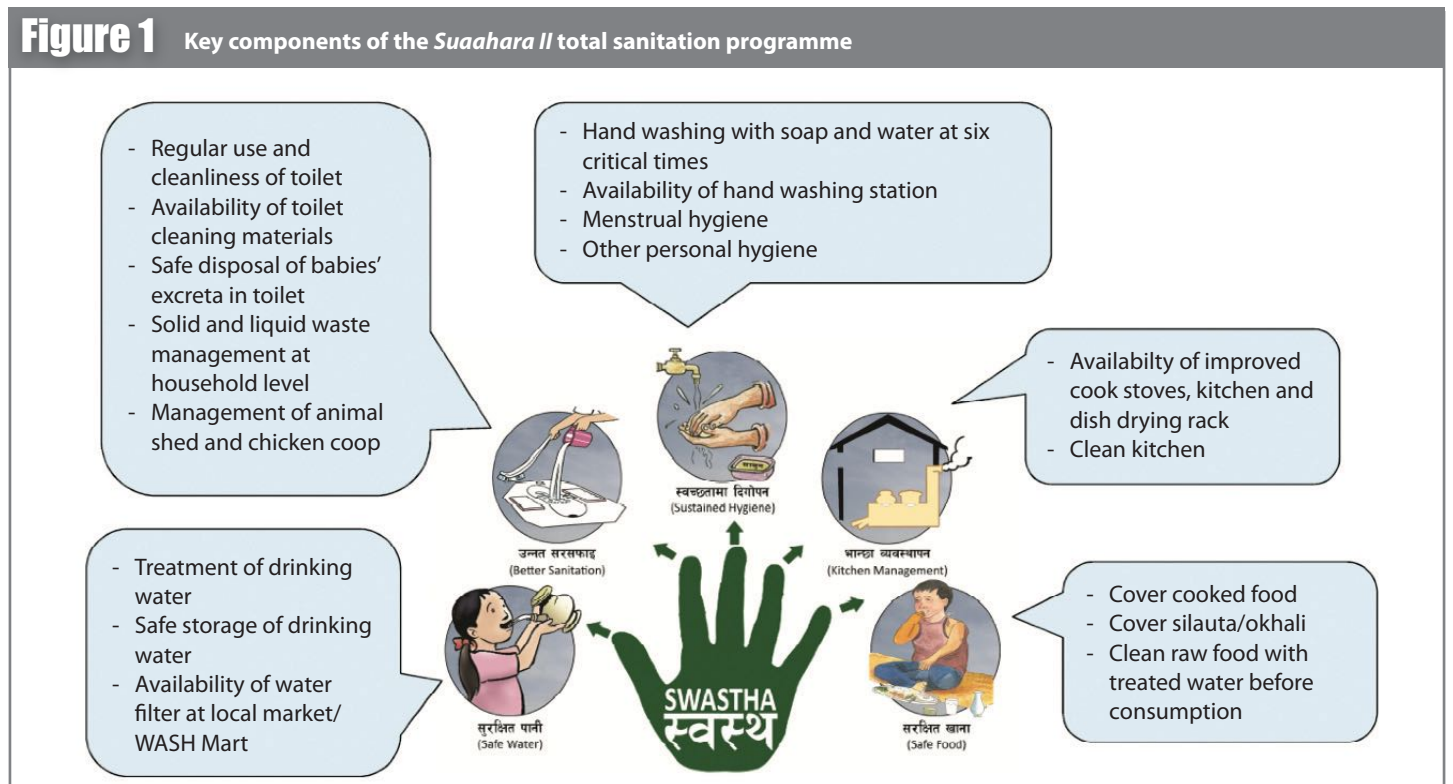 Figure 1 Key components of the Suaahara II total sanitation programme
- Regular use and
cleanliness of toilet
- Availability of toilet
cleaning materials
- Safe disposal of babies’
excreta in toilet
- Solid and liquid waste
management at
household level
- Management of animal
shed and chicken coop
- Hand washing with soap and water at six
critical times
- Availability of hand washing station
- Menstrual hygiene
- Other personal hygiene
- Availabilty of improved
cook stoves, kitchen and
dish drying rack
- Clean kitchen
- Treatment of drinking
water
- Safe storage of drinking
water
- Availability of water
filter at local market/
WASH Mart
- Cover cooked food
- Cover silauta/okhali
- Clean raw food with
treated water before
consumption
साबुन
स्वच्छतामा दिगोपन
(Sustained Hygiene)
उन्नत सरसफाइ
(Better Sanitation)
भान्छा व्यवस्थापन
(Kitchen Management)
सुरक्षित पानी
(Safe Water)
सरक्षित खाना
(Safe Food)
SWASTHA
स्वस्थ